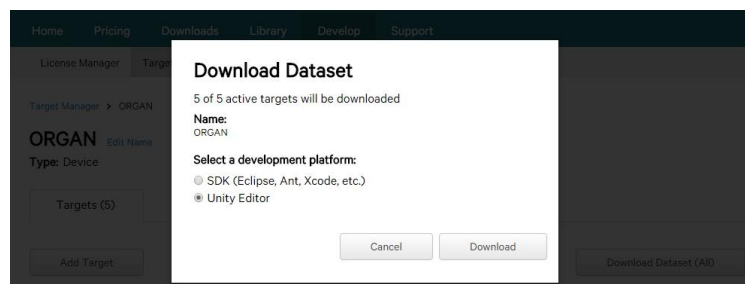 Home Pricing Downloads Library Develop Support
License Manager Targe
Target Manager > ORGAN
ORGAN Edit Name
Type: Device
Targets (5)
Add Target
Download Dataset (All)
Download Dataset
5 of 5 active targets will be downloaded
Name:
ORGAN
Select a development platform:
SDK (Eclipse, Ant, Xcode, etc.)
Unity Editor
Cancel Download